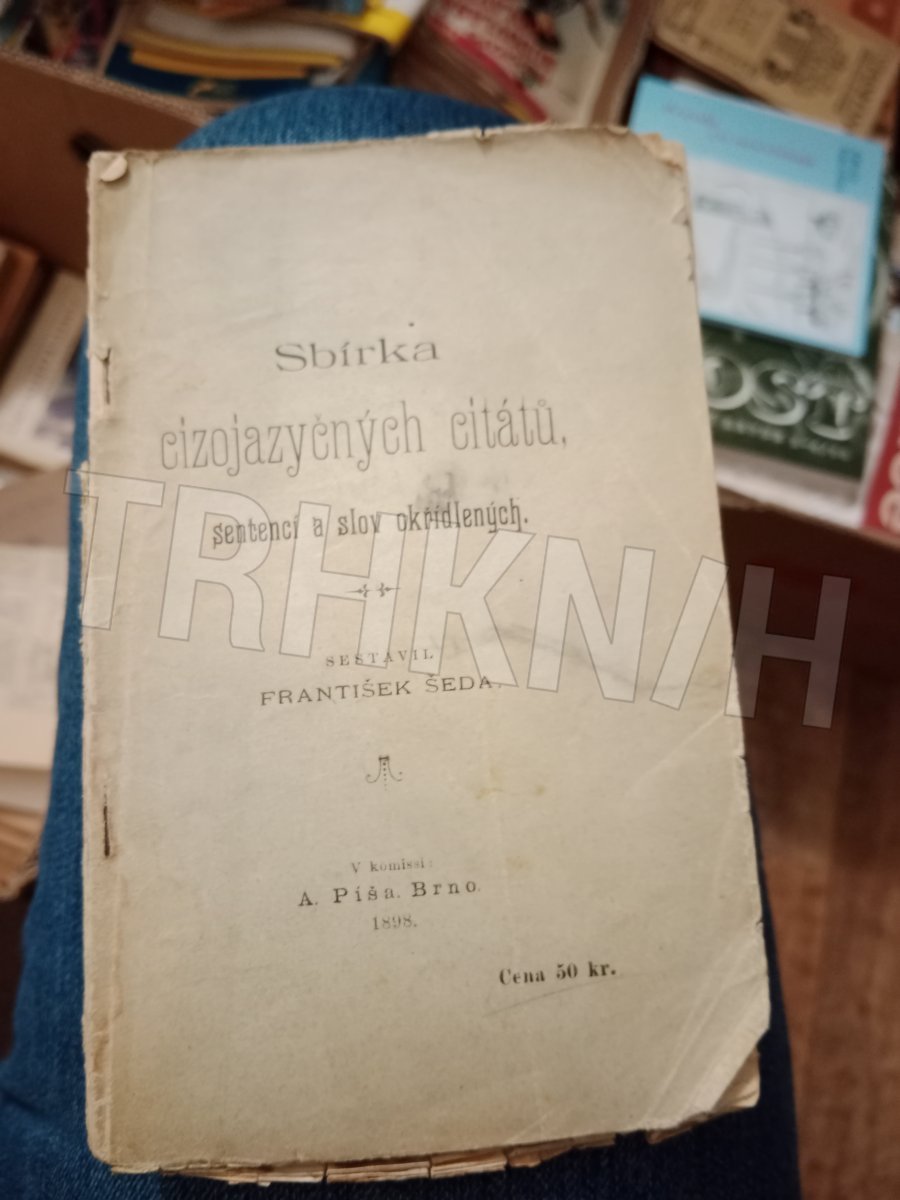 Sbírka
cizojazyčných citátů,
sentencí a slov okřídlených.
SESTAVIL
FRANTIŠEK ŠEDA.
V komissi:
A. Píša. Brno.
1898.
Cena 50 kr.
TRHKNIH